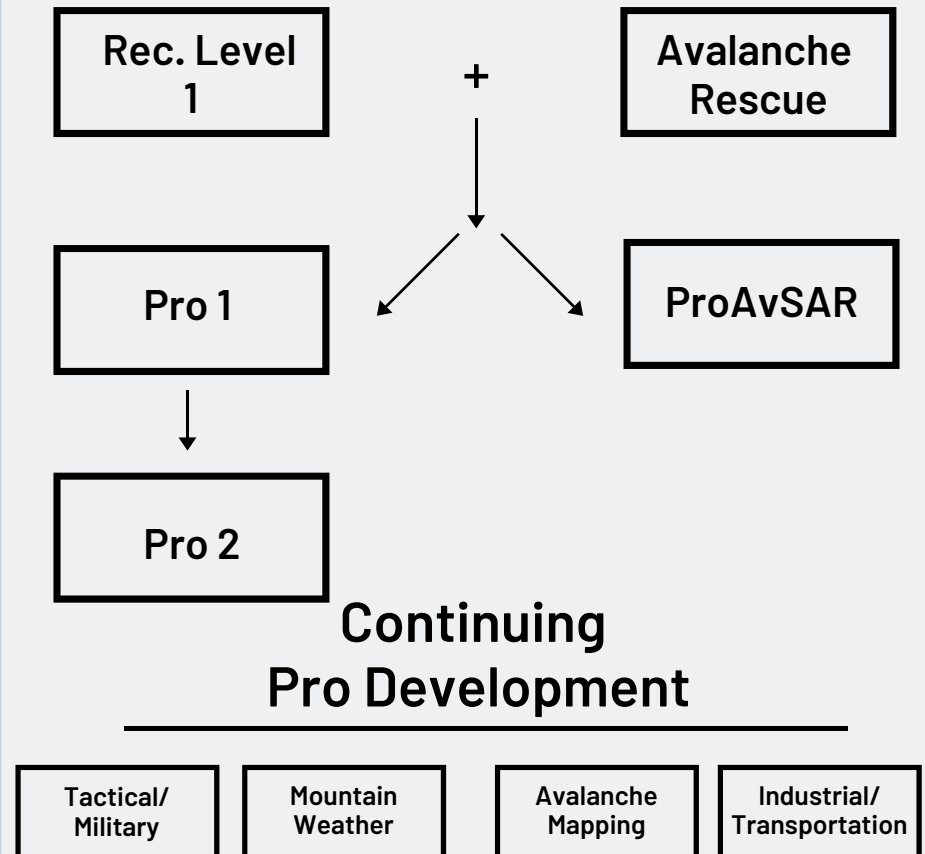 Rec. Level
1
+
Avalanche
Rescue
Pro 1
ProAvSAR
Pro 2
Continuing
Pro Development
Tactical/
Military
Mountain
Weather
Avalanche
Mapping
Industrial/
Transportation